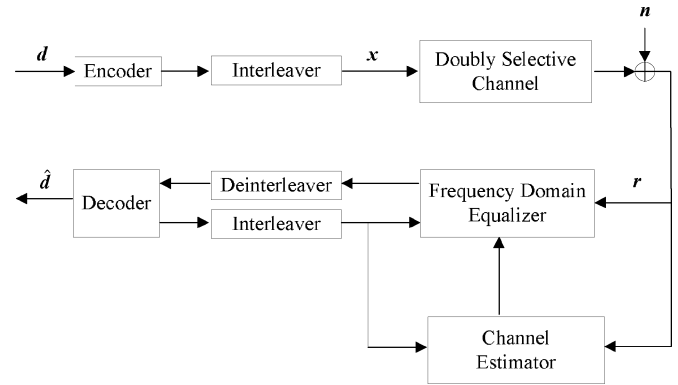 n
d
Encoder
Interleaver
x
Doubly Selective
Channel
d̂
Decoder
Deinterleaver
Interleaver
Frequency Domain
Equalizer
r
Channel
Estimator